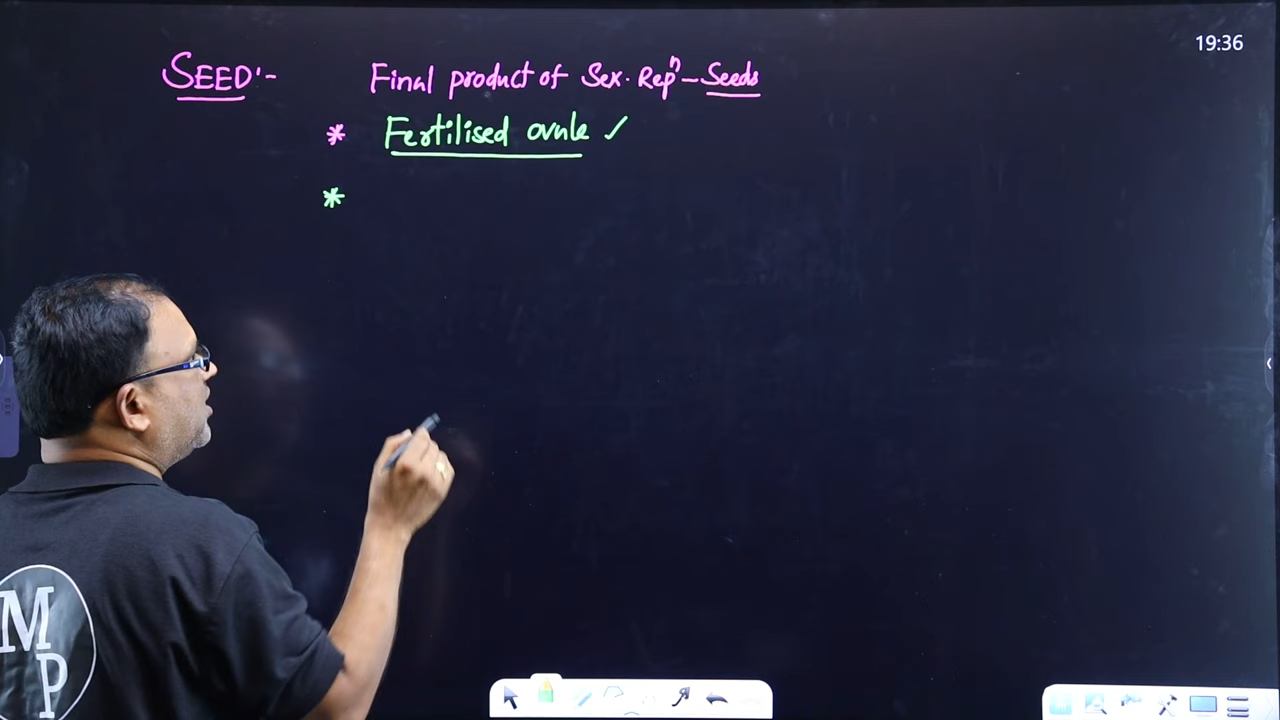 19:36
SEED:- Final product of Sex. Repⁿ – Seeds
* Fertilised ovule ✓
*
M
P